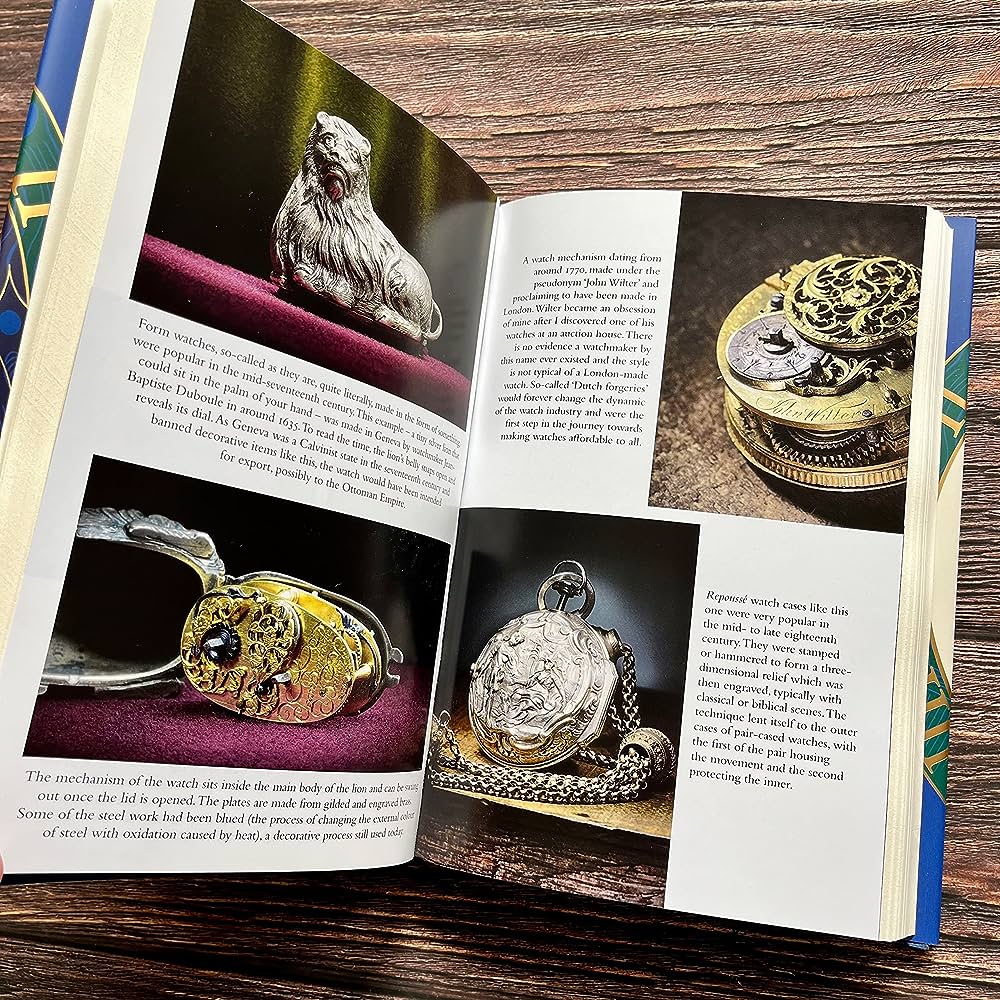 Form watches, so-called as they are, quite literally, made in the form of something,
were popular in the mid-seventeenth century. This example – a tiny silver lion that
could sit in the palm of your hand – was made in Geneva by watchmaker Jean-
Baptiste Duboule in around 1635. To read the time, the lion's belly snaps open and
reveals its dial. As Geneva was a Calvinist state in the seventeenth century and
banned decorative items like this, the watch would have been intended
for export, possibly to the Ottoman Empire.
The mechanism of the watch sits inside the main body of the lion and can be swung
out once the lid is opened. The plates are made from gilded and engraved brass.
Some of the steel work had been blued (the process of changing the external colour
of steel with oxidation caused by heat), a decorative process still used today.
A watch mechanism dating from
around 1770, made under the
pseudonym 'John Wilter' and
proclaiming to have been made in
London. Wilter became an obsession
of mine after I discovered one of his
watches at an auction house. There
is no evidence a watchmaker by
this name ever existed and the style
is not typical of a London-made
watch. So-called 'Dutch forgeries'
would forever change the dynamic
of the watch industry and were the
first step in the journey towards
making watches affordable to all.
Repoussé watch cases like this
one were very popular in
the mid- to late eighteenth
century. They were stamped
or hammered to form a three-
dimensional relief which was
then engraved, typically with
classical or biblical scenes. The
technique lent itself to the outer
cases of pair-cased watches, with
the first of the pair housing
the movement and the second
protecting the inner.